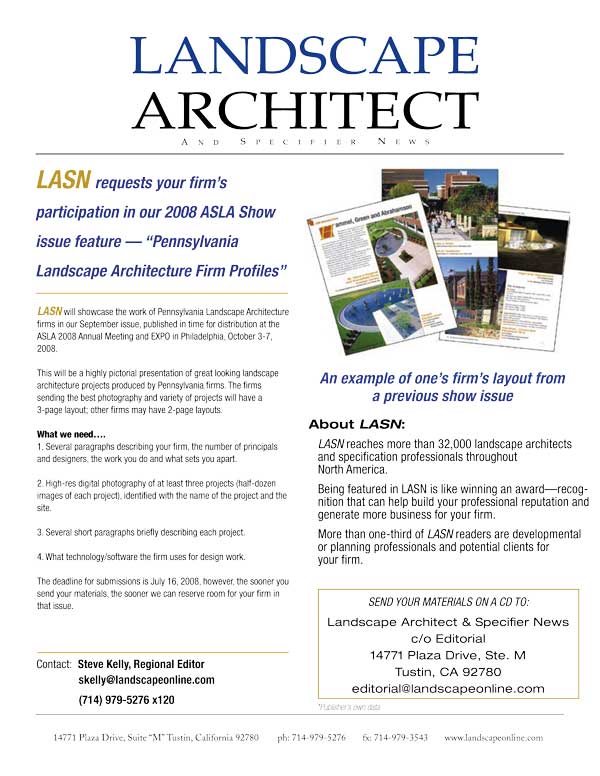 LANDSCAPE
ARCHITECT
And Specifier News
LASN requests your firm's
participation in our 2008 ASLA Show
issue feature — “Pennsylvania
Landscape Architecture Firm Profiles”
LASN will showcase the work of Pennsylvania Landscape Architecture
firms in our September issue, published in time for distribution at the
ASLA 2008 Annual Meeting and EXPO in Philadelphia, October 3-7,
2008.
This will be a highly pictorial presentation of great looking landscape
architecture projects produced by Pennsylvania firms. The firms
sending the best photography and variety of projects will have a
3-page layout; other firms may have 2-page layouts.
What we need….
1. Several paragraphs describing your firm, the number of principals
and designers, the work you do and what sets you apart.
2. High-res digital photography of at least three projects (half-dozen
images of each project), identified with the name of the project and the
site.
3. Several short paragraphs briefly describing each project.
4. What technology/software the firm uses for design work.
The deadline for submissions is July 16, 2008, however, the sooner you
send your materials, the sooner we can reserve room for your firm in
that issue.
Contact: Steve Kelly, Regional Editor
skelly@landscapeonline.com
(714) 979-5276 x120
Hammel, Green and Abrahamson
An example of one's firm's layout from
a previous show issue
About LASN:
LASN reaches more than 32,000 landscape architects
and specification professionals throughout
North America.
Being featured in LASN is like winning an award—recog-
nition that can help build your professional reputation and
generate more business for your firm.
More than one-third of LASN readers are developmental
or planning professionals and potential clients for
your firm.
SEND YOUR MATERIALS ON A CD TO:
Landscape Architect & Specifier News
c/o Editorial
14771 Plaza Drive, Ste. M
Tustin, CA 92780
editorial@landscapeonline.com
*Publisher's own data
14771 Plaza Drive, Suite “M” Tustin, California 92780 ph: 714-979-5276 fx: 714-979-3543 www.landscapeonline.com